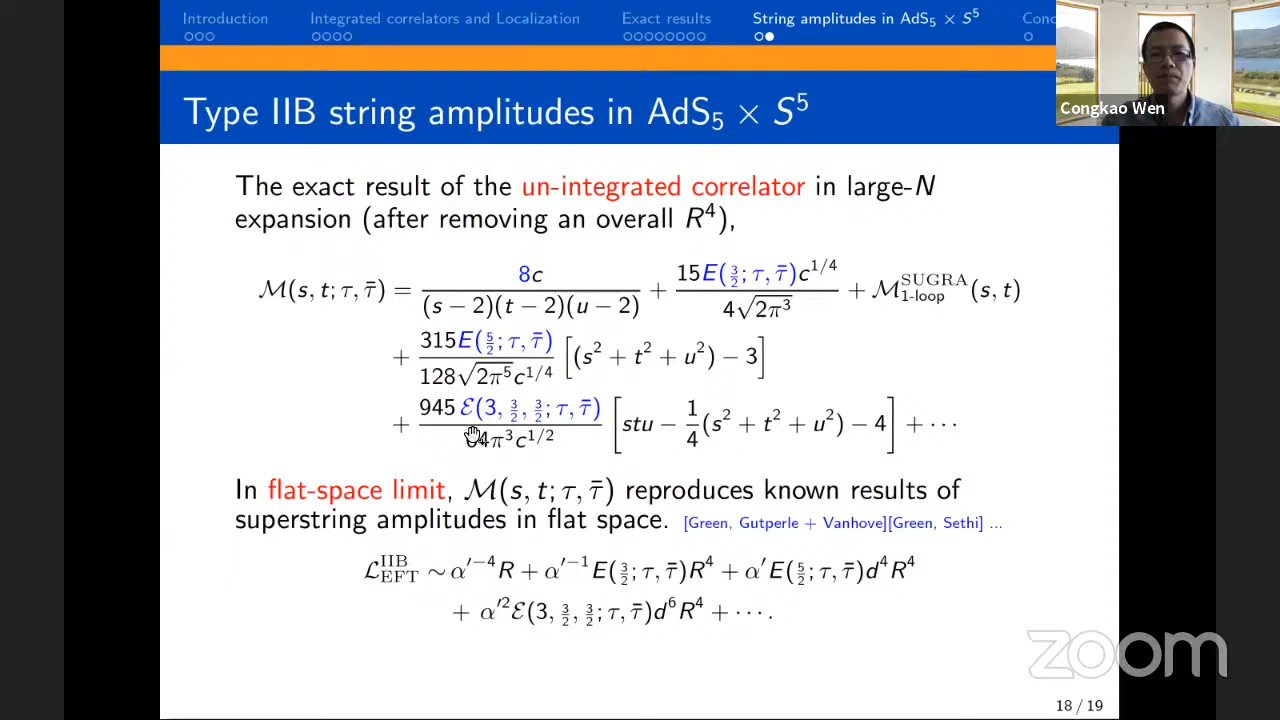 Introduction Integrated correlators and Localization Exact results String amplitudes in AdS₅ × S⁵ Conc
Congkao Wen
Type IIB string amplitudes in AdS₅ × S⁵
The exact result of the un-integrated correlator in large-N
expansion (after removing an overall R⁴),
ℳ(s, t; τ, τ̄) = 8c / ((s − 2)(t − 2)(u − 2)) + 15E(3/2; τ, τ̄)c^{1/4} / (4√(2π³)) + ℳ^{SUGRA}_{1-loop}(s, t)
+ 315E(5/2; τ, τ̄) / (128√(2π⁵)c^{1/4}) [(s² + t² + u²) − 3]
+ 945ℰ(3, 3/2, 3/2; τ, τ̄) / (64π³c^{1/2}) [stu − 1/4(s² + t² + u²) − 4] + ⋯
In flat-space limit, ℳ(s, t; τ, τ̄) reproduces known results of
superstring amplitudes in flat space. [Green, Gutperle + Vanhove][Green, Sethi] ...
ℒ^{IIB}_{EFT} ∼ α′⁻⁴R + α′⁻¹E(3/2; τ, τ̄)R⁴ + α′E(5/2; τ, τ̄)d⁴R⁴
+ α′²ℰ(3, 3/2, 3/2; τ, τ̄)d⁶R⁴ + ⋯.
zoom
18 / 19